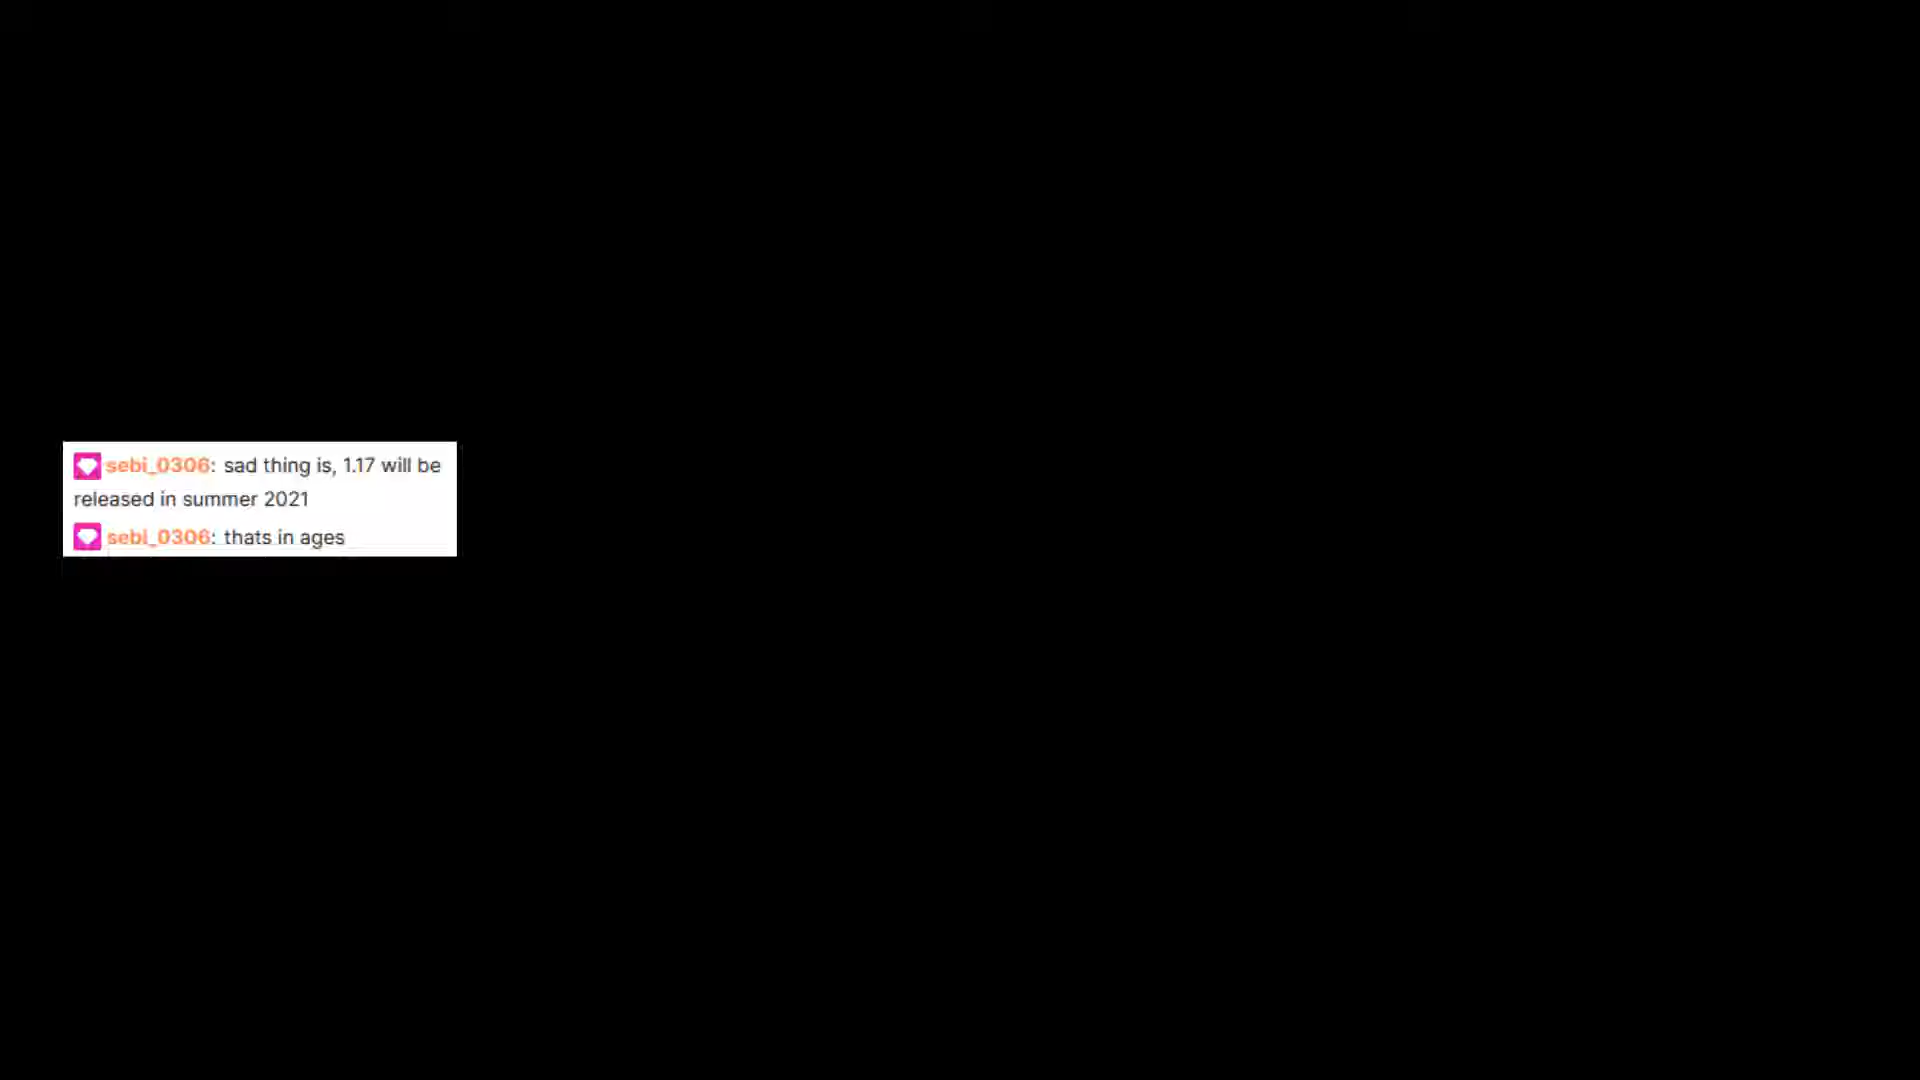 sebi_0306: sad thing is, 1.17 will be
released in summer 2021
sebi_0306: thats in ages